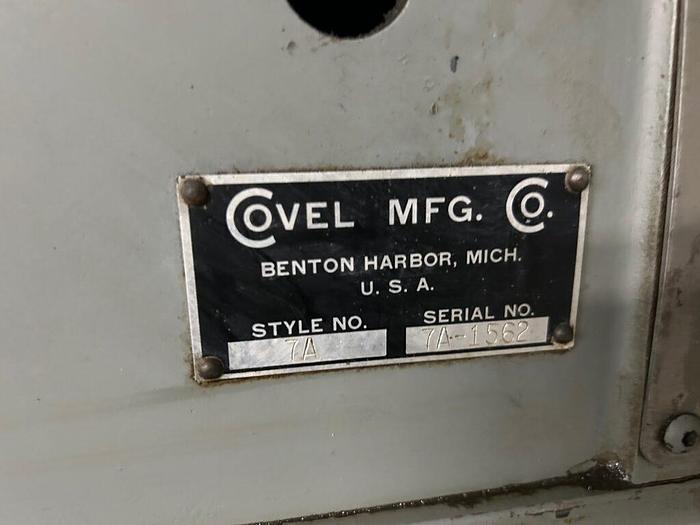 COVEL MFG. CO.
BENTON HARBOR, MICH.
U. S. A.
STYLE NO. SERIAL NO.
7A 7A-1562